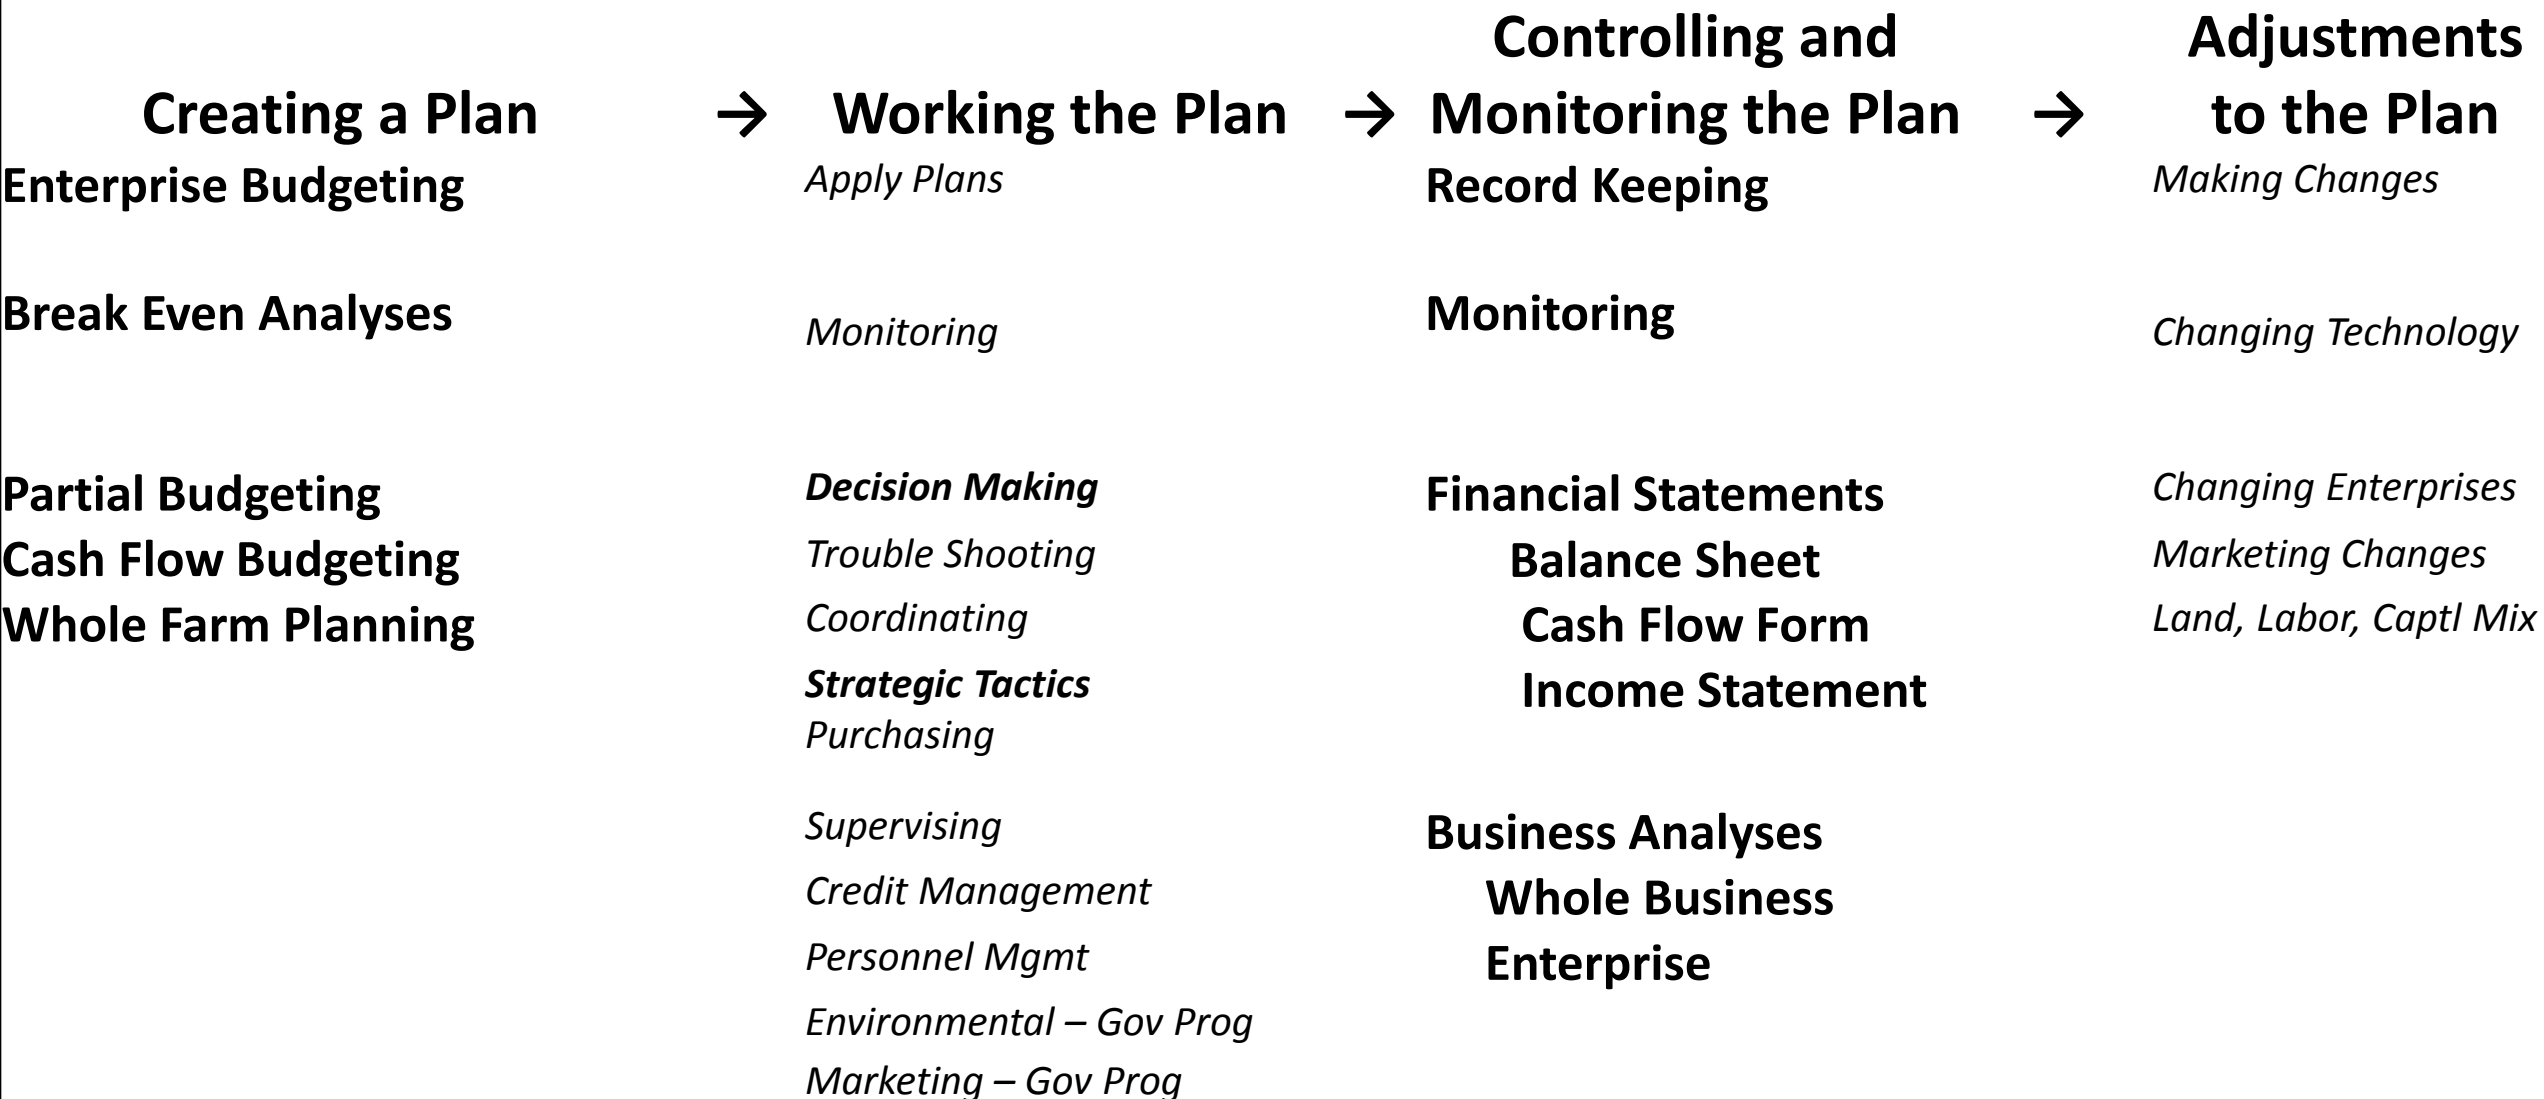 Creating a Plan → Working the Plan → Controlling and Monitoring the Plan → Adjustments to the Plan
Enterprise Budgeting
Break Even Analyses
Partial Budgeting
Cash Flow Budgeting
Whole Farm Planning
Apply Plans
Monitoring
Decision Making
Trouble Shooting
Coordinating
Strategic Tactics
Purchasing
Supervising
Credit Management
Personnel Mgmt
Environmental – Gov Prog
Marketing – Gov Prog
Record Keeping
Monitoring
Financial Statements
Balance Sheet
Cash Flow Form
Income Statement
Business Analyses
Whole Business
Enterprise
Making Changes
Changing Technology
Changing Enterprises
Marketing Changes
Land, Labor, Captl Mix